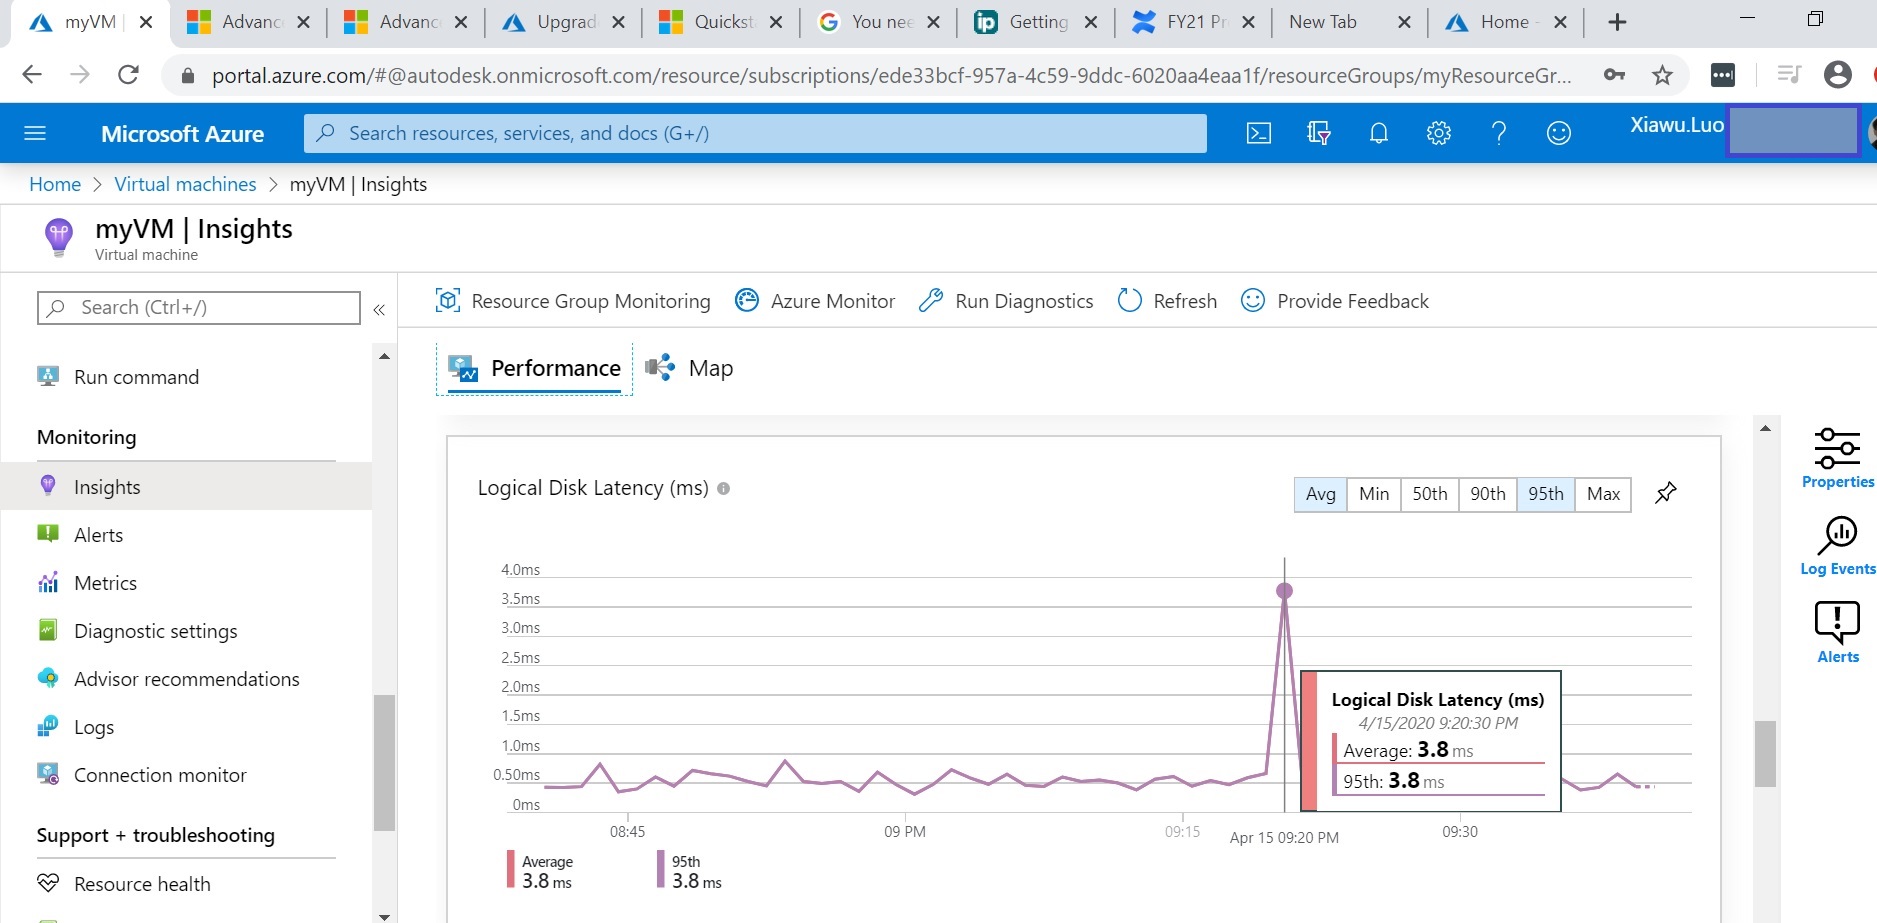 myVM |
Advanc
Advanc
Upgrad
Quickst
You nee
Getting
FY21 Pr
New Tab
Home -
portal.azure.com/#@autodesk.onmicrosoft.com/resource/subscriptions/ede33bcf-957a-4c59-9ddc-6020aa4eaa1f/resourceGroups/myResourceGr...
Microsoft Azure
Search resources, services, and docs (G+/)
Xiawu.Luo
Home > Virtual machines > myVM | Insights
myVM | Insights
Virtual machine
Search (Ctrl+/)
«
Run command
Monitoring
Insights
Alerts
Metrics
Diagnostic settings
Advisor recommendations
Logs
Connection monitor
Support + troubleshooting
Resource health
Resource Group Monitoring
Azure Monitor
Run Diagnostics
Refresh
Provide Feedback
Performance
Map
Logical Disk Latency (ms)
Avg
Min
50th
90th
95th
Max
4.0ms
3.5ms
3.0ms
2.5ms
2.0ms
1.5ms
1.0ms
0.50ms
0ms
08:45
09 PM
09:15
Apr 15 09:20 PM
09:30
Logical Disk Latency (ms)
4/15/2020 9:20:30 PM
Average: 3.8 ms
95th: 3.8 ms
Average
3.8 ms
95th
3.8 ms
Properties
Log Events
Alerts